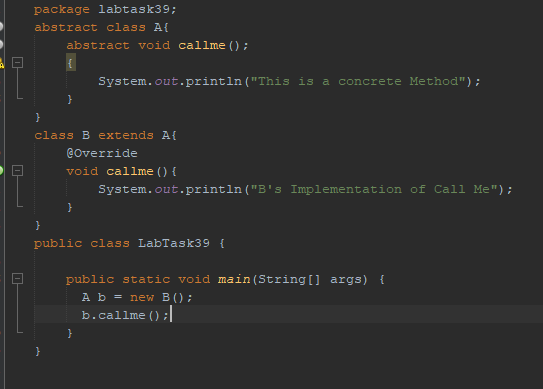 package labtask39;
abstract class A{
    abstract void callme();
    {
        System.out.println("This is a concrete Method");
    }
}
class B extends A{
    @Override
    void callme(){
        System.out.println("B's Implementation of Call Me");
    }
}
public class LabTask39 {
    public static void main(String[] args) {
      A b = new B();
      b.callme();
    }
}